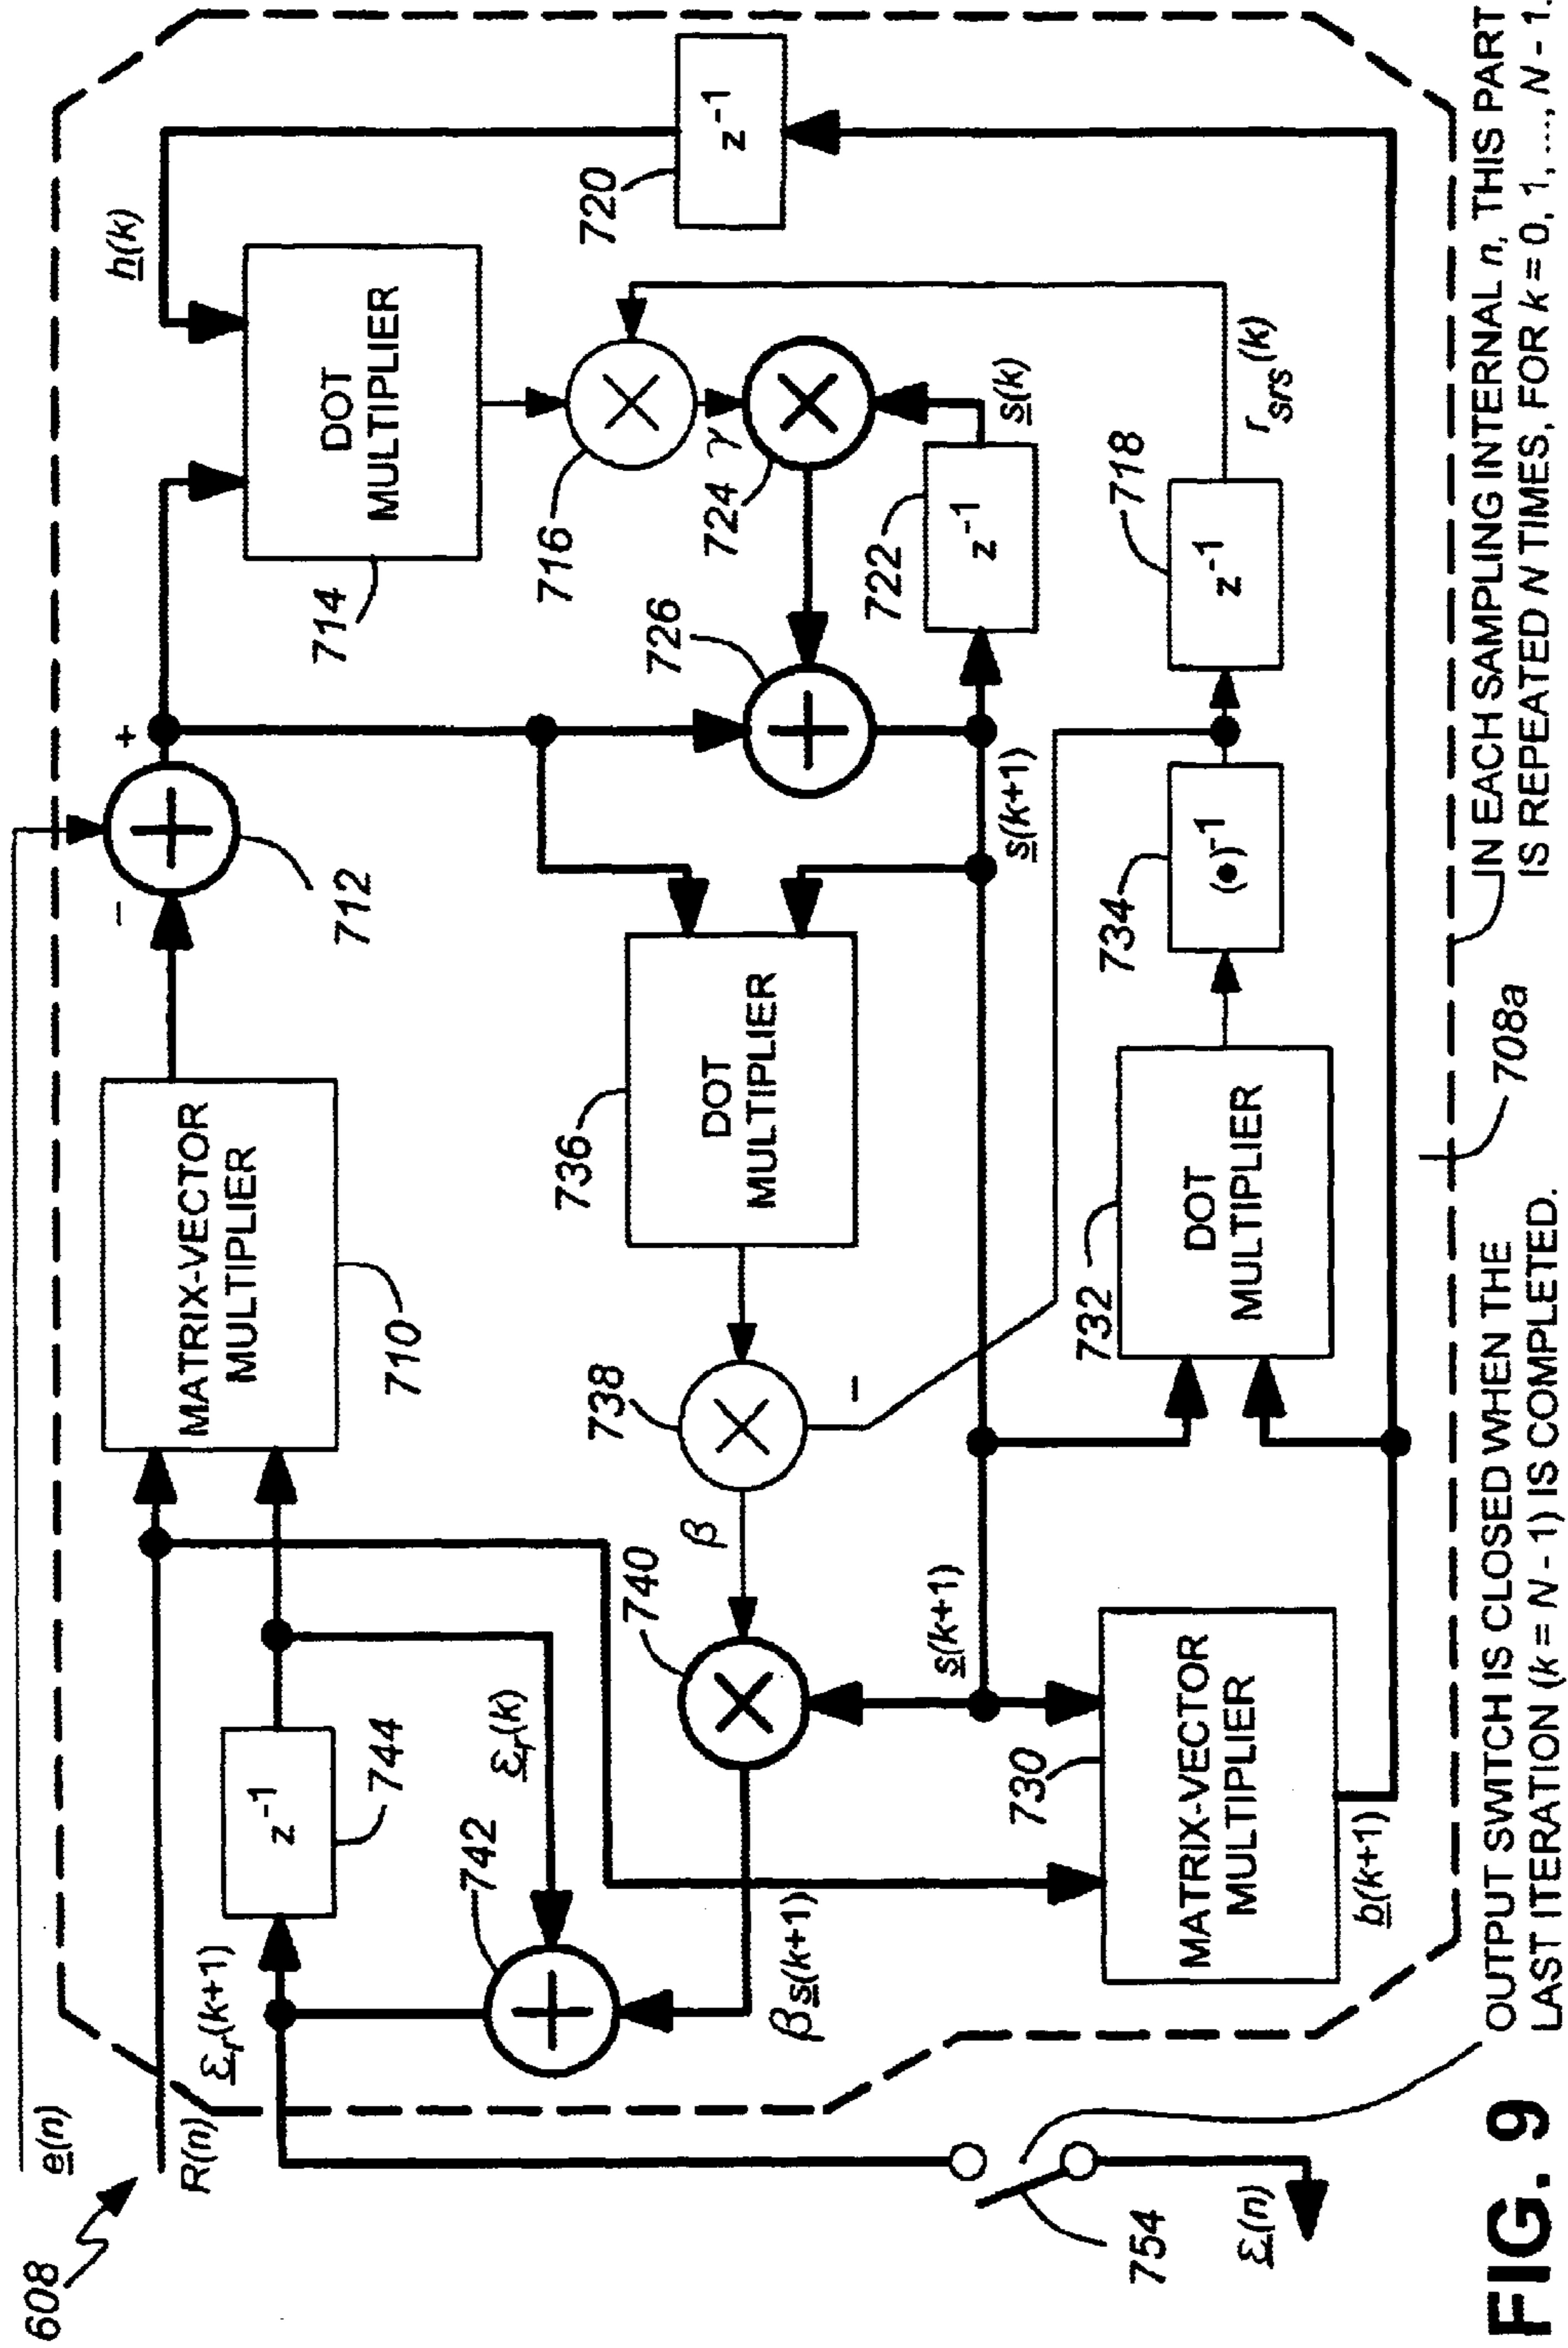 608
e(n)
R(n)
ε_r(k+1)
z⁻¹
744
ε_r(k)
742
MATRIX-VECTOR
MULTIPLIER
710
−
+
712
h(k)
DOT
MULTIPLIER
714
z⁻¹
720
716
γ
724
726
s(k)
z⁻¹
722
s(k+1)
DOT
MULTIPLIER
736
738
−
β
740
βs(k+1)
s(k+1)
MATRIX-VECTOR
MULTIPLIER
730
b(k+1)
DOT
MULTIPLIER
732
(•)⁻¹
734
z⁻¹
718
r_srs(k)
754
ε(n)
708a
IN EACH SAMPLING INTERNAL n, THIS PART
IS REPEATED N TIMES, FOR k = 0, 1, ..., N - 1.
OUTPUT SWITCH IS CLOSED WHEN THE
LAST ITERATION (k = N - 1) IS COMPLETED.
FIG. 9